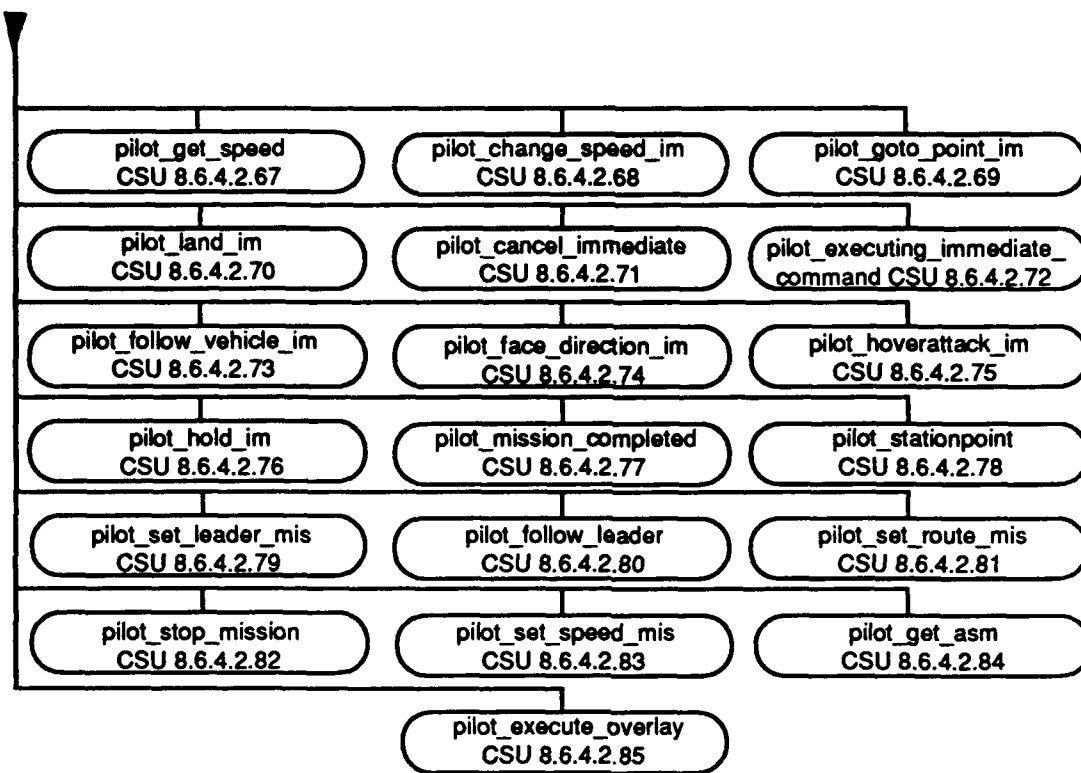 pilot_get_speed
CSU 8.6.4.2.67
pilot_change_speed_im
CSU 8.6.4.2.68
pilot_goto_point_im
CSU 8.6.4.2.69
pilot_land_im
CSU 8.6.4.2.70
pilot_cancel_immediate
CSU 8.6.4.2.71
pilot_executing_immediate_
command CSU 8.6.4.2.72
pilot_follow_vehicle_im
CSU 8.6.4.2.73
pilot_face_direction_im
CSU 8.6.4.2.74
pilot_hoverattack_im
CSU 8.6.4.2.75
pilot_hold_im
CSU 8.6.4.2.76
pilot_mission_completed
CSU 8.6.4.2.77
pilot_stationpoint
CSU 8.6.4.2.78
pilot_set_leader_mis
CSU 8.6.4.2.79
pilot_follow_leader
CSU 8.6.4.2.80
pilot_set_route_mis
CSU 8.6.4.2.81
pilot_stop_mission
CSU 8.6.4.2.82
pilot_set_speed_mis
CSU 8.6.4.2.83
pilot_get_asm
CSU 8.6.4.2.84
pilot_execute_overlay
CSU 8.6.4.2.85